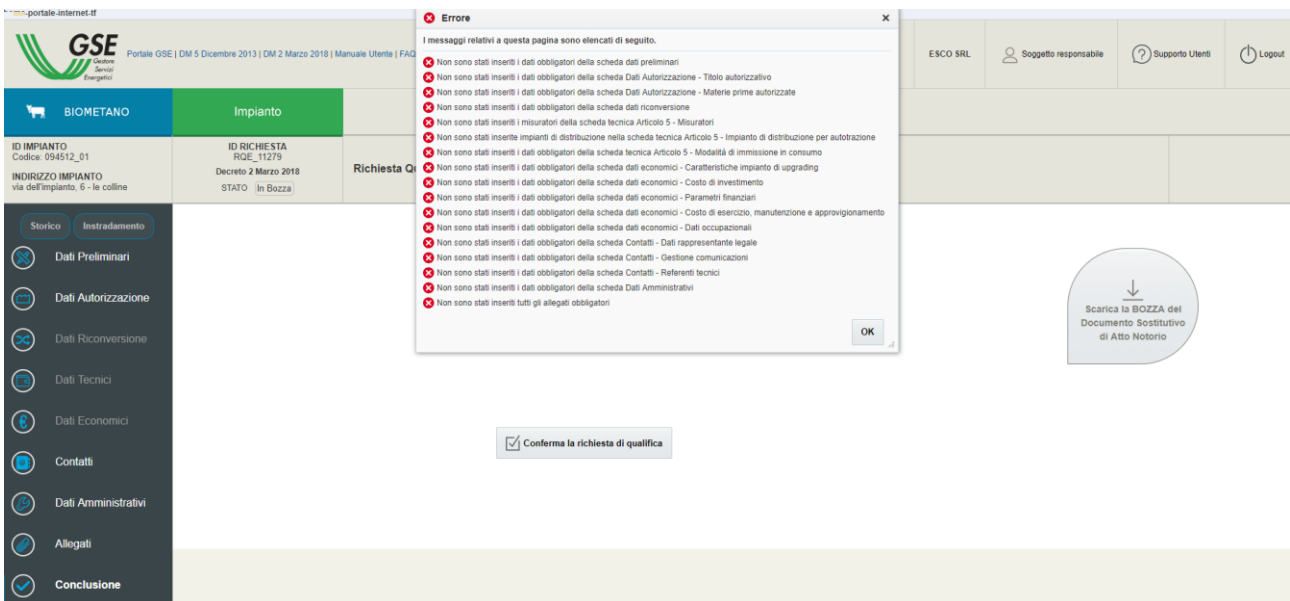 -portale-internet-tf
GSE
Gestore
Servizi
Energetici
Portale GSE | DM 5 Dicembre 2013 | DM 2 Marzo 2018 | Manuale Utente | FAQ
ESCO SRL
Soggetto responsabile
Supporto Utenti
Logout
BIOMETANO
Impianto
ID IMPIANTO
Codice: 094512_01
INDIRIZZO IMPIANTO
via dell'impianto, 6 - le colline
ID RICHIESTA
RQE_11279
Decreto 2 Marzo 2018
STATO In Bozza
Richiesta Q
Errore
I messaggi relativi a questa pagina sono elencati di seguito.
Non sono stati inseriti i dati obbligatori della scheda dati preliminari
Non sono stati inseriti i dati obbligatori della scheda Dati Autorizzazione - Titolo autorizzativo
Non sono stati inseriti i dati obbligatori della scheda Dati Autorizzazione - Materie prime autorizzate
Non sono stati inseriti i dati obbligatori della scheda dati riconversione
Non sono stati inseriti i misuratori della scheda tecnica Articolo 5 - Misuratori
Non sono stati inserite impianti di distribuzione nella scheda tecnica Articolo 5 - Impianto di distribuzione per autotrazione
Non sono stati inseriti i dati obbligatori della scheda tecnica Articolo 5 - Modalità di immissione in consumo
Non sono stati inseriti i dati obbligatori della scheda dati economici - Caratteristiche impianto di upgrading
Non sono stati inseriti i dati obbligatori della scheda dati economici - Costo di investimento
Non sono stati inseriti i dati obbligatori della scheda dati economici - Parametri finanziari
Non sono stati inseriti i dati obbligatori della scheda dati economici - Costo di esercizio, manutenzione e approvigionamento
Non sono stati inseriti i dati obbligatori della scheda dati economici - Dati occupazionali
Non sono stati inseriti i dati obbligatori della scheda Contatti - Dati rappresentante legale
Non sono stati inseriti i dati obbligatori della scheda Contatti - Gestione comunicazioni
Non sono stati inseriti i dati obbligatori della scheda Contatti - Referenti tecnici
Non sono stati inseriti i dati obbligatori della scheda Dati Amministrativi
Non sono stati inseriti tutti gli allegati obbligatori
OK
Storico
Instradamento
Dati Preliminari
Dati Autorizzazione
Dati Riconversione
Dati Tecnici
Dati Economici
Contatti
Dati Amministrativi
Allegati
Conclusione
Scarica la BOZZA del
Documento Sostitutivo
di Atto Notorio
Conferma la richiesta di qualifica